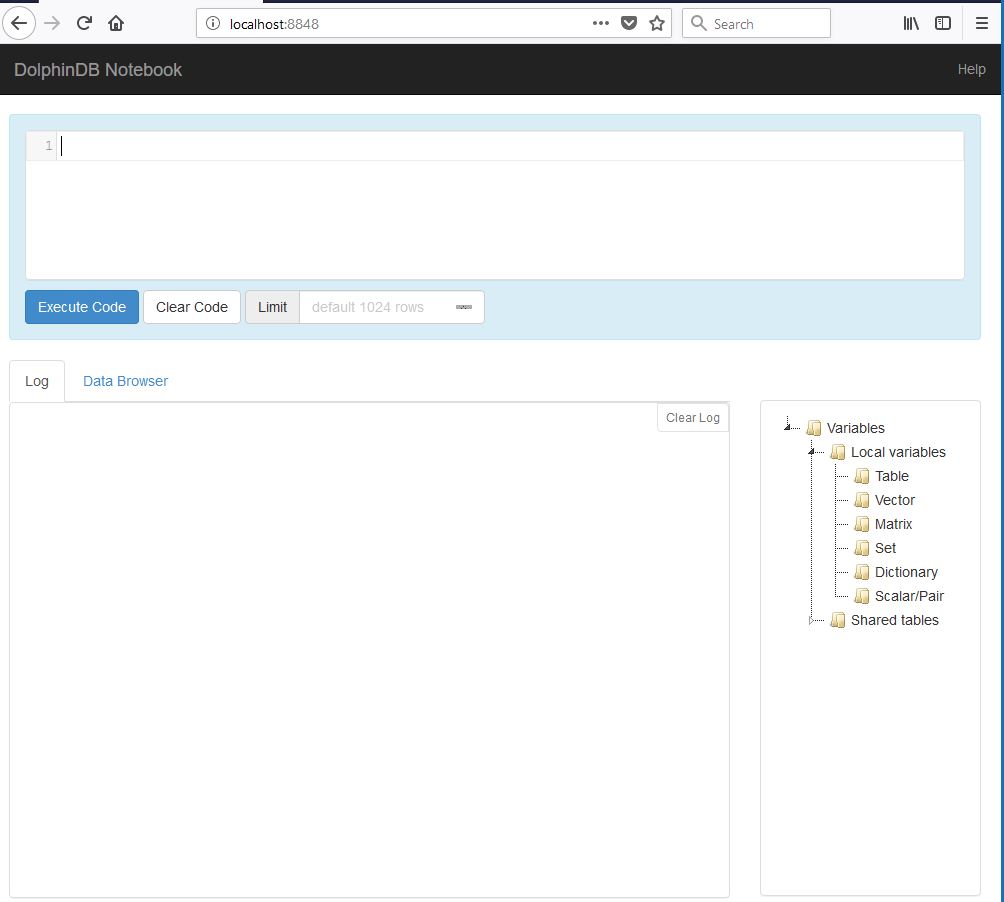 localhost:8848
Search
DolphinDB Notebook
Help
1
Execute Code
Clear Code
Limit
default 1024 rows
Log
Data Browser
Clear Log
Variables
Local variables
Table
Vector
Matrix
Set
Dictionary
Scalar/Pair
Shared tables